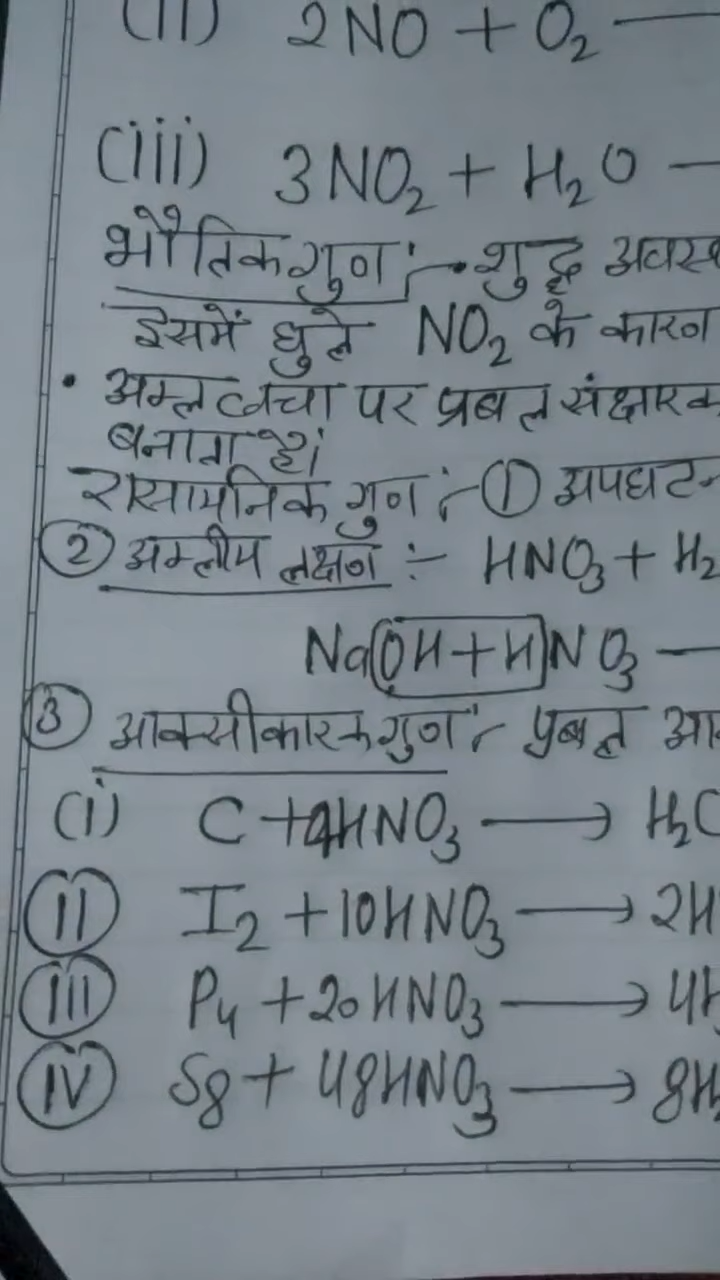 (ii) 2NO + O₂ —
(iii) 3NO₂ + H₂O —
भौतिक गुण :- • शुद्ध अवस्
इसमें घुले NO₂ के कारण
• अम्ल त्वचा पर प्रबल संक्षारक
बनाता है।
रासायनिक गुण :- ① अपघटन
② अम्लीय लक्षण :- HNO₃ + H₂
NaOH + HNO₃ —
③ आक्सीकारक गुण :- प्रबल आ
(i) C + 4HNO₃ ⟶ H₂C
(II) I₂ + 10HNO₃ ⟶ 2H
(III) P₄ + 20HNO₃ ⟶ 4H
(IV) S8 + 48HNO₃ ⟶ 8H